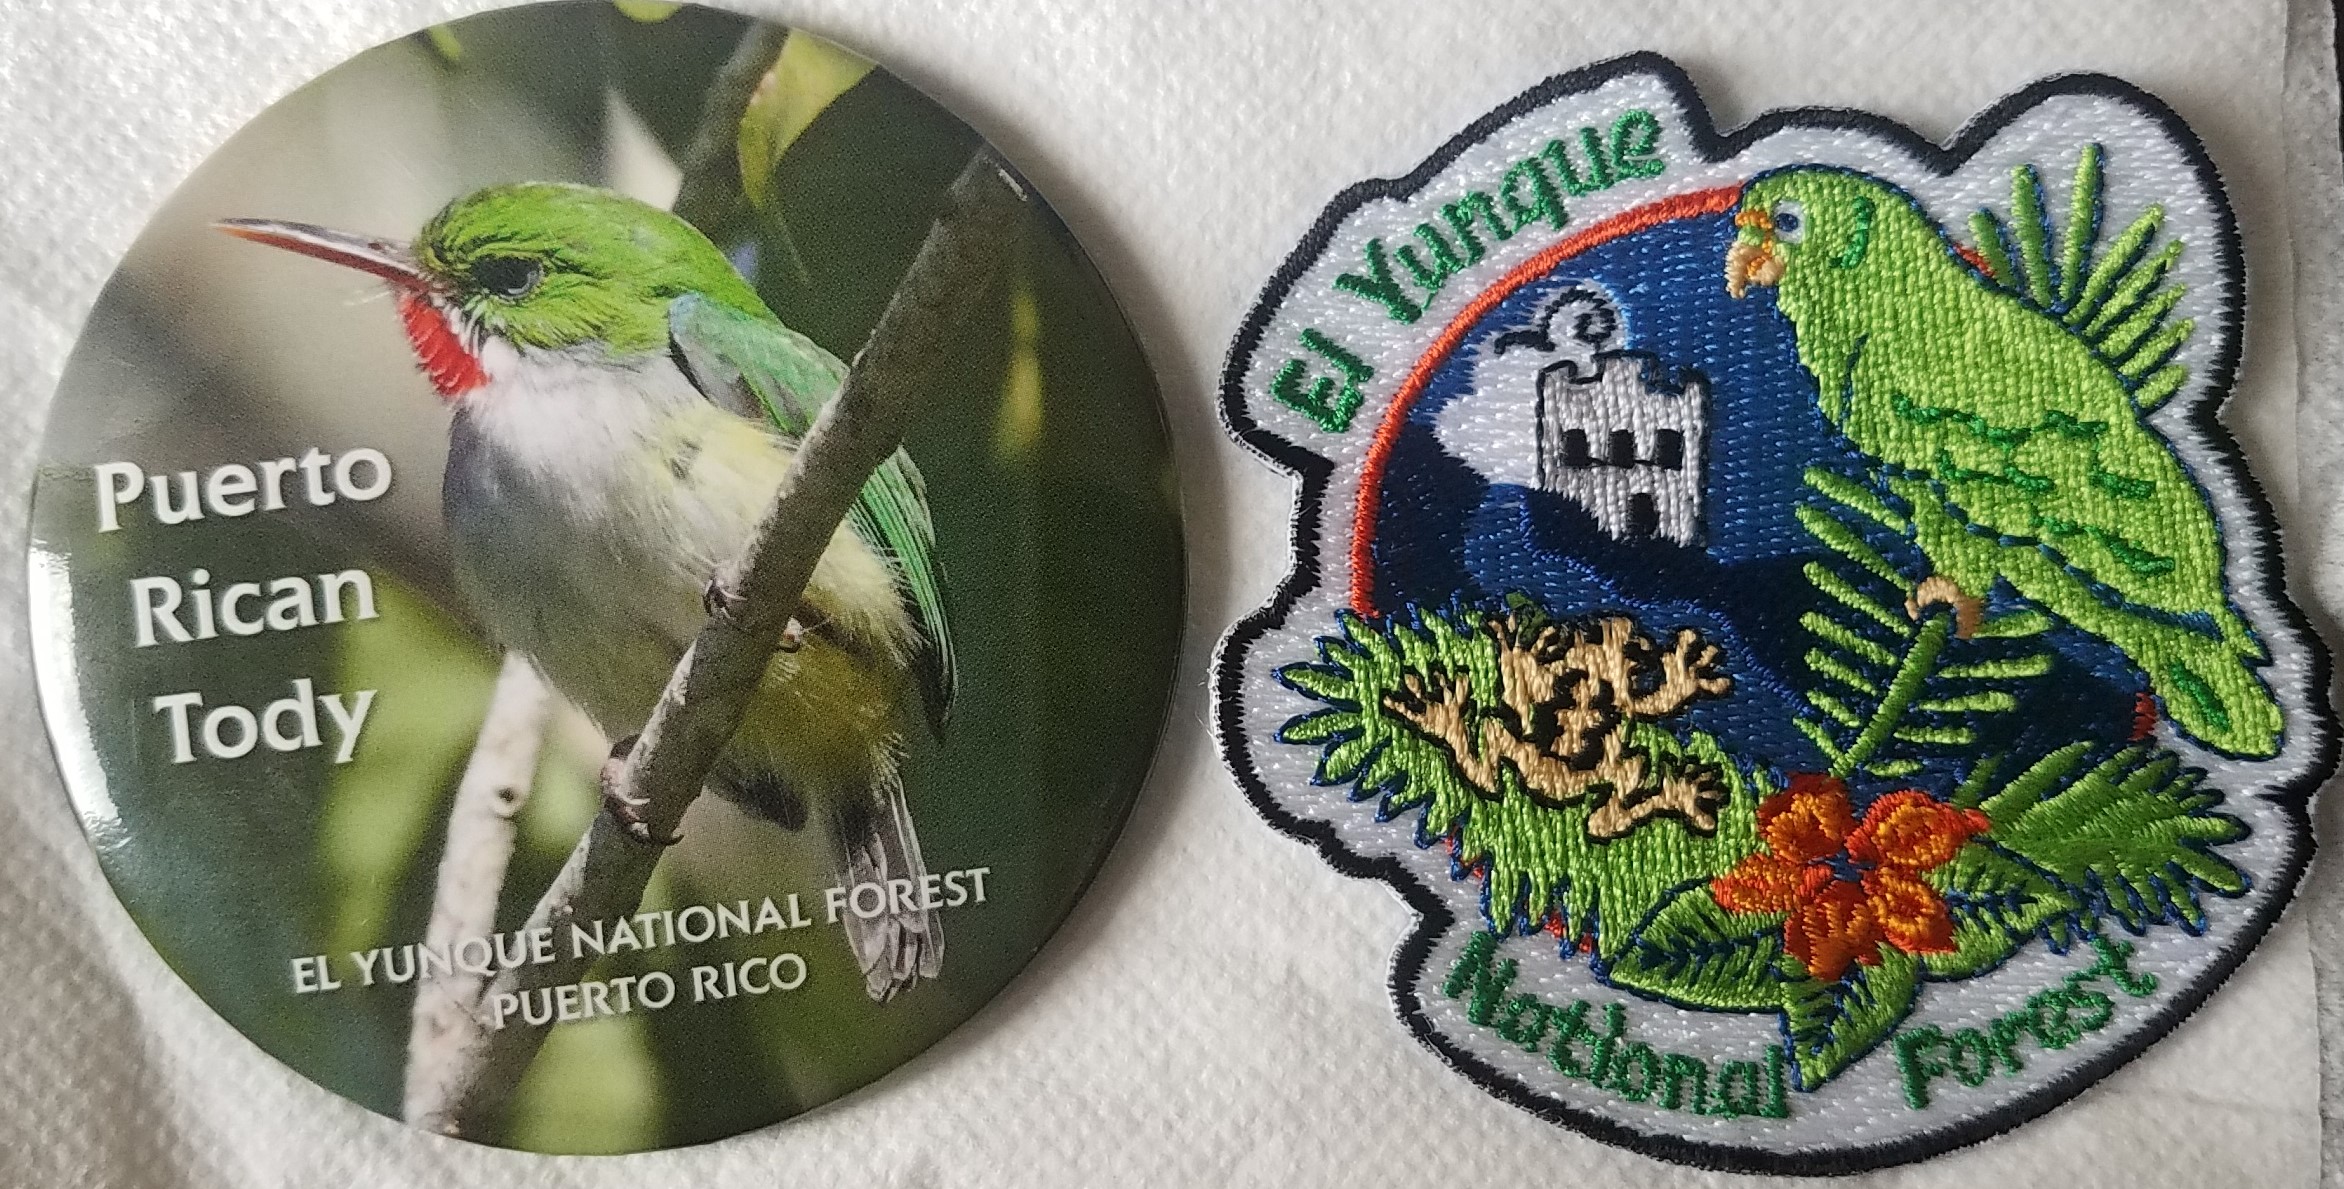 Puerto
Rican
Tody
EL YUNQUE NATIONAL FOREST
PUERTO RICO
El Yunque
National Forest